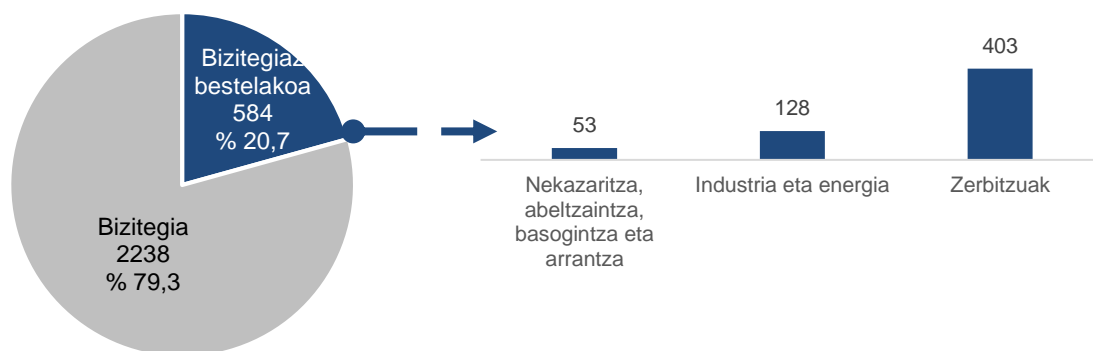 Bizitegiaz
bestelakoa
584
% 20,7
Bizitegia
2238
% 79,3
53
128
403
Nekazaritza,
abeltzaintza,
basogintza eta
arrantza
Industria eta energia
Zerbitzuak